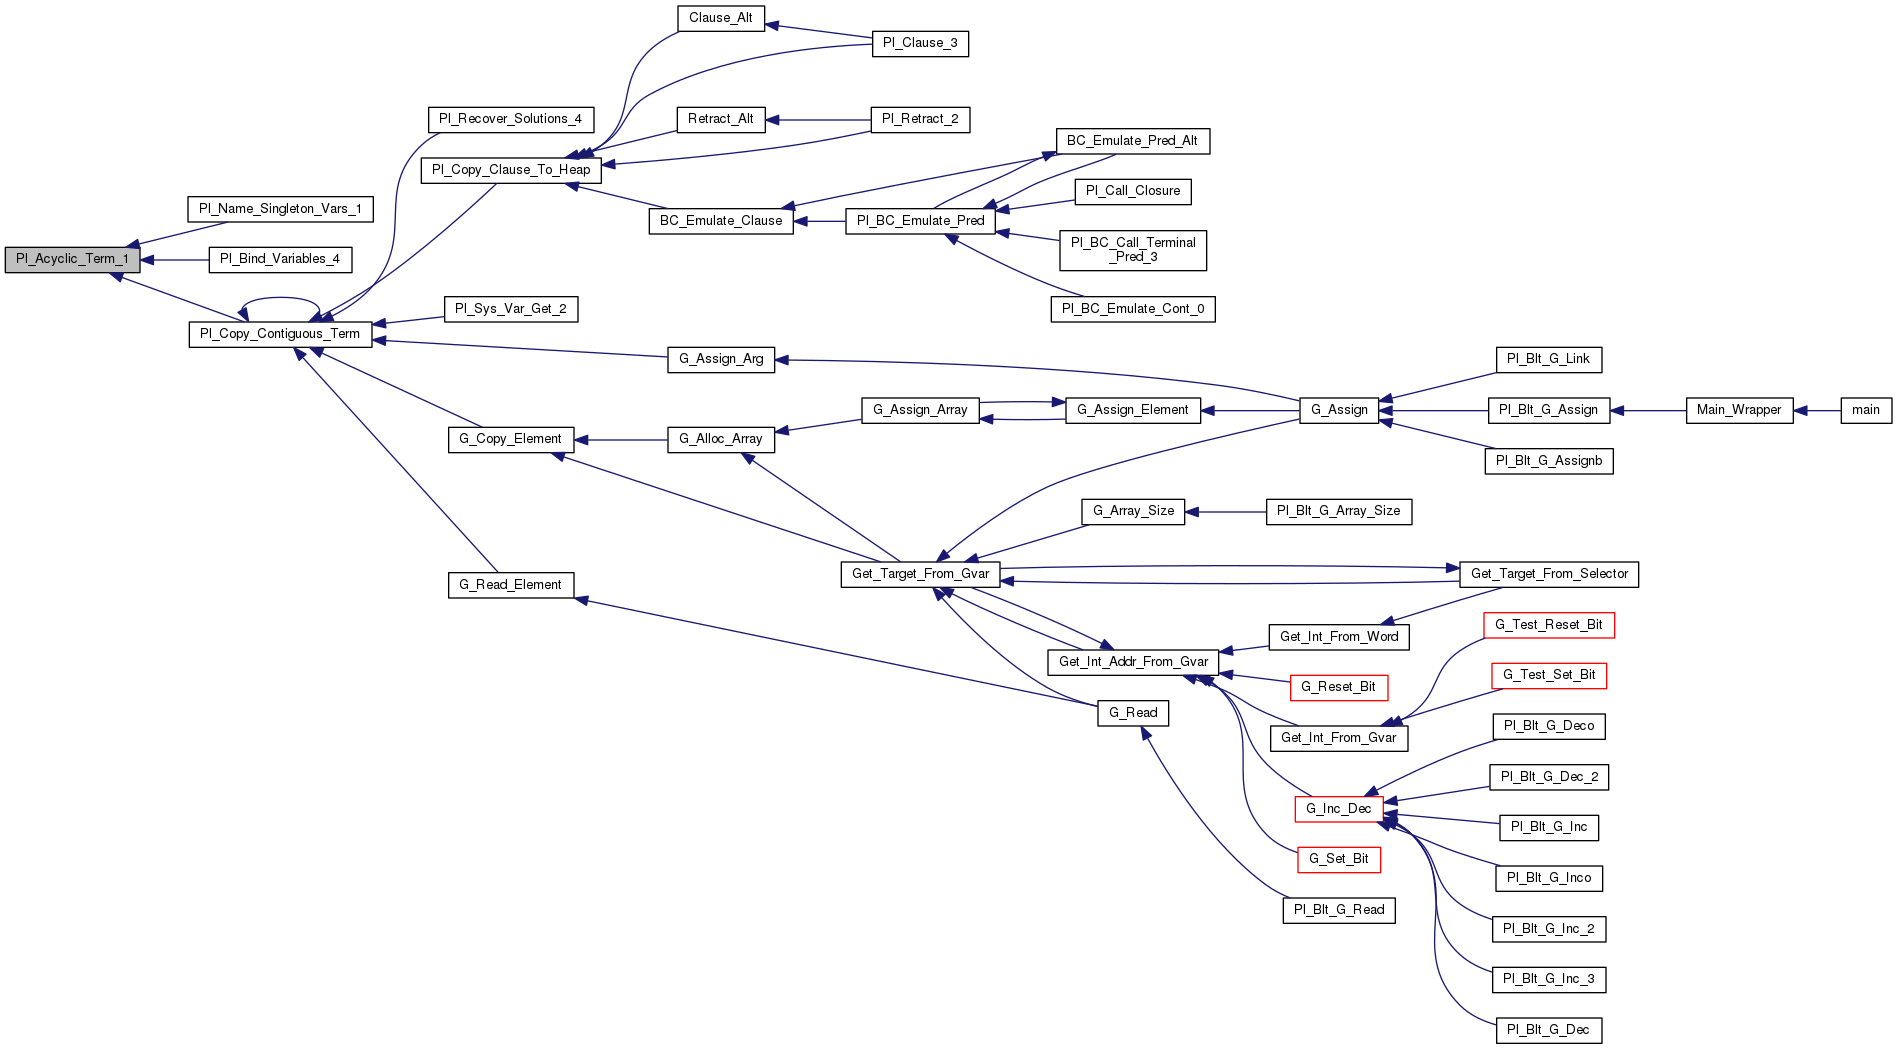 Clause_Alt
Pl_Clause_3
Pl_Recover_Solutions_4
Retract_Alt
Pl_Retract_2
BC_Emulate_Pred_Alt
Pl_Copy_Clause_To_Heap
Pl_Call_Closure
Pl_Name_Singleton_Vars_1
BC_Emulate_Clause
Pl_BC_Emulate_Pred
Pl_BC_Call_Terminal
_Pred_3
Pl_Acyclic_Term_1
Pl_Bind_Variables_4
Pl_Sys_Var_Get_2
Pl_BC_Emulate_Cont_0
Pl_Copy_Contiguous_Term
G_Assign_Arg
Pl_Blt_G_Link
G_Assign_Array
G_Assign_Element
G_Assign
Pl_Blt_G_Assign
Main_Wrapper
main
G_Copy_Element
G_Alloc_Array
Pl_Blt_G_Assignb
G_Array_Size
Pl_Blt_G_Array_Size
G_Read_Element
Get_Target_From_Gvar
Get_Target_From_Selector
G_Test_Reset_Bit
Get_Int_From_Word
Get_Int_Addr_From_Gvar
G_Test_Set_Bit
G_Reset_Bit
G_Read
Pl_Blt_G_Deco
Get_Int_From_Gvar
Pl_Blt_G_Dec_2
G_Inc_Dec
Pl_Blt_G_Inc
G_Set_Bit
Pl_Blt_G_Inco
Pl_Blt_G_Read
Pl_Blt_G_Inc_2
Pl_Blt_G_Inc_3
Pl_Blt_G_Dec